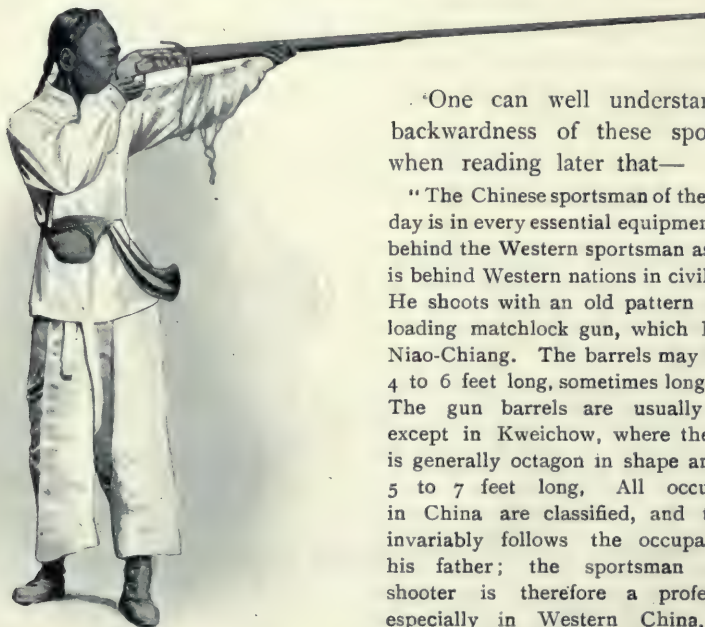 “One can well understan
backwardness of these spo
when reading later that—
“ The Chinese sportsman of the
day is in every essential equipmen
behind the Western sportsman as
is behind Western nations in civil
He shoots with an old pattern
loading matchlock gun, which
Niao-Chiang. The barrels may
4 to 6 feet long, sometimes long
The gun barrels are usually
except in Kweichow, where the
is generally octagon in shape an
5 to 7 feet long, All occu
in China are classified, and
invariably follows the occupa
his father; the sportsman
shooter is therefore a profe
especially in Western China,